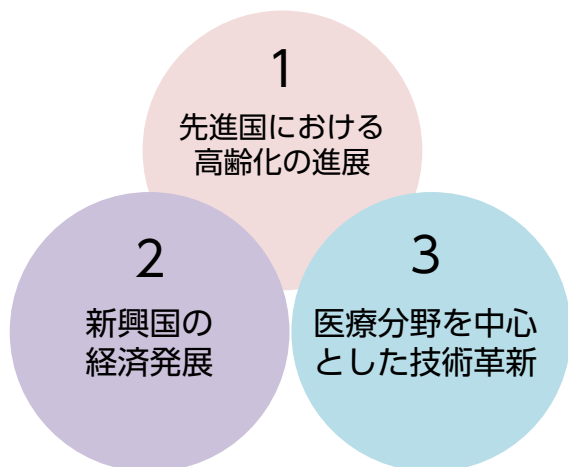 1
先進国における
高齢化の進展
2
新興国の
経済発展
3
医療分野を中心
とした技術革新